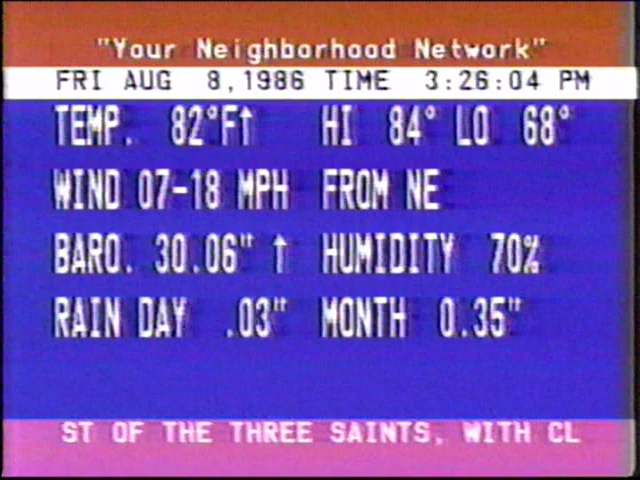 "Your Neighborhood Network"
FRI AUG 8,1986 TIME 3:26:04 PM
TEMP. 82°F↑ HI 84° LO 68°
WIND 07-18 MPH FROM NE
BARO. 30.06" ↑ HUMIDITY 70%
RAIN DAY .03" MONTH 0.35"
ST OF THE THREE SAINTS, WITH CL